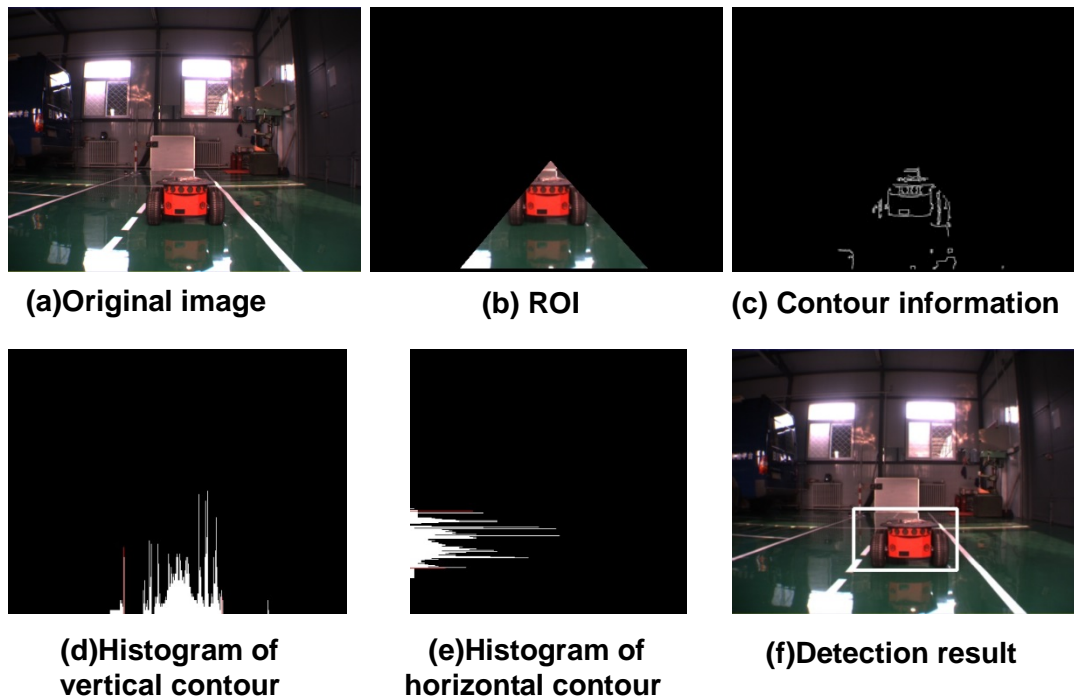 (a)Original image
(b) ROI
(c) Contour information
(d)Histogram of
vertical contour
(e)Histogram of
horizontal contour
(f)Detection result